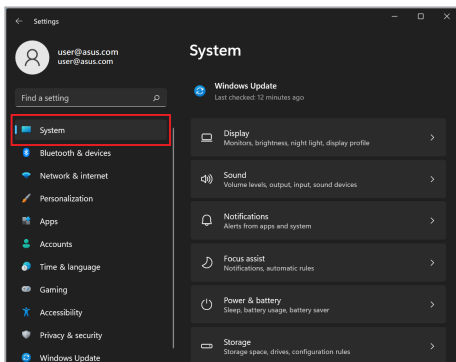 Settings
user@asus.com
user@asus.com
Find a setting
System
Bluetooth & devices
Network & internet
Personalization
Apps
Accounts
Time & language
Gaming
Accessibility
Privacy & security
Windows Update
System
Windows Update
Last checked: 12 minutes ago
Display
Monitors, brightness, night light, display profile
Sound
Volume levels, output, input, sound devices
Notifications
Alerts from apps and system
Focus assist
Notifications, automatic rules
Power & battery
Sleep, battery usage, battery saver
Storage
Storage space, drives, configuration rules